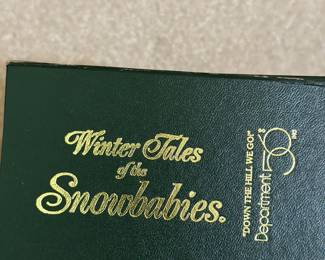 Winter Tales
of the
Snowbabies®
"DOWN THE HILL WE GO!"
Department 56®